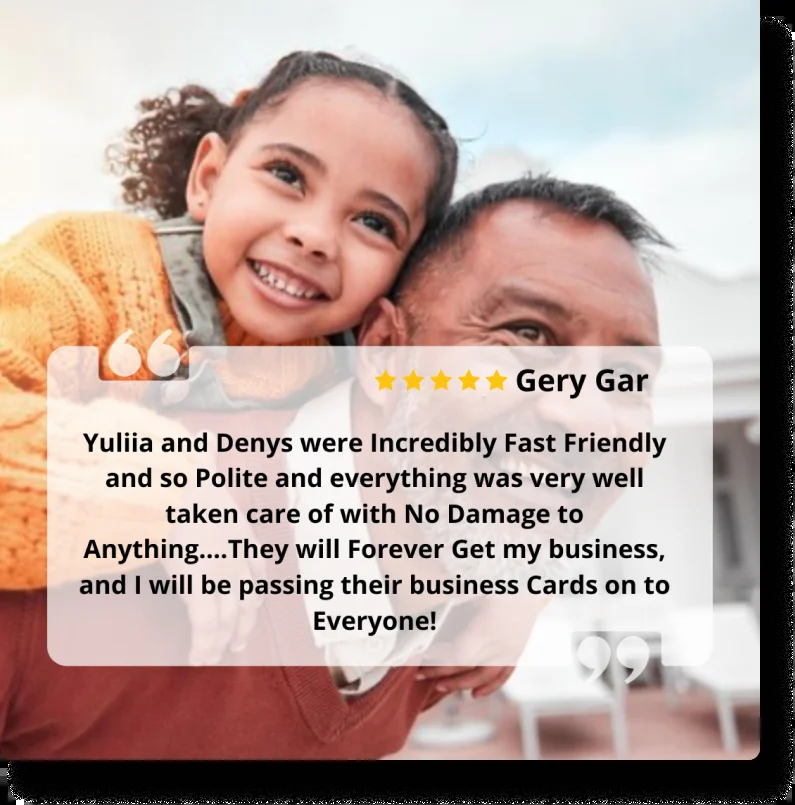 Gery Gar
Yuliia and Denys were Incredibly Fast Friendly
and so Polite and everything was very well
taken care of with No Damage to
Anything....They will Forever Get my business,
and I will be passing their business Cards on to
Everyone!